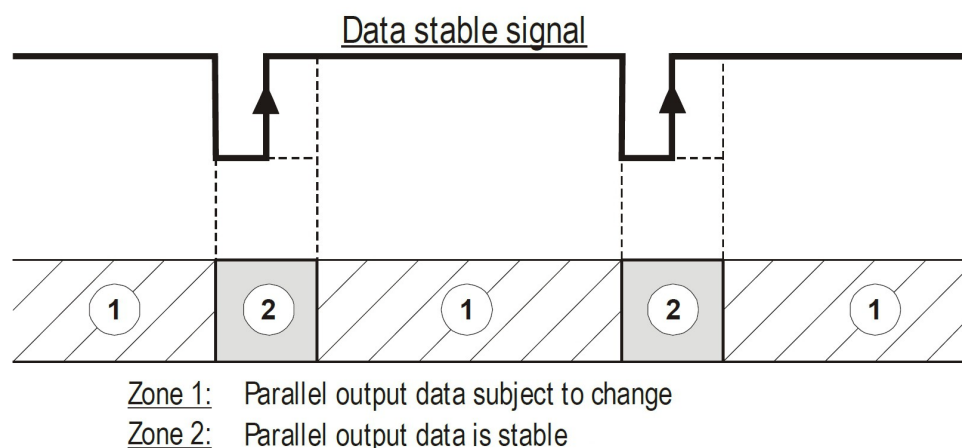 Data stable signal
1 2 1 2 1
Zone 1: Parallel output data subject to change
Zone 2: Parallel output data is stable